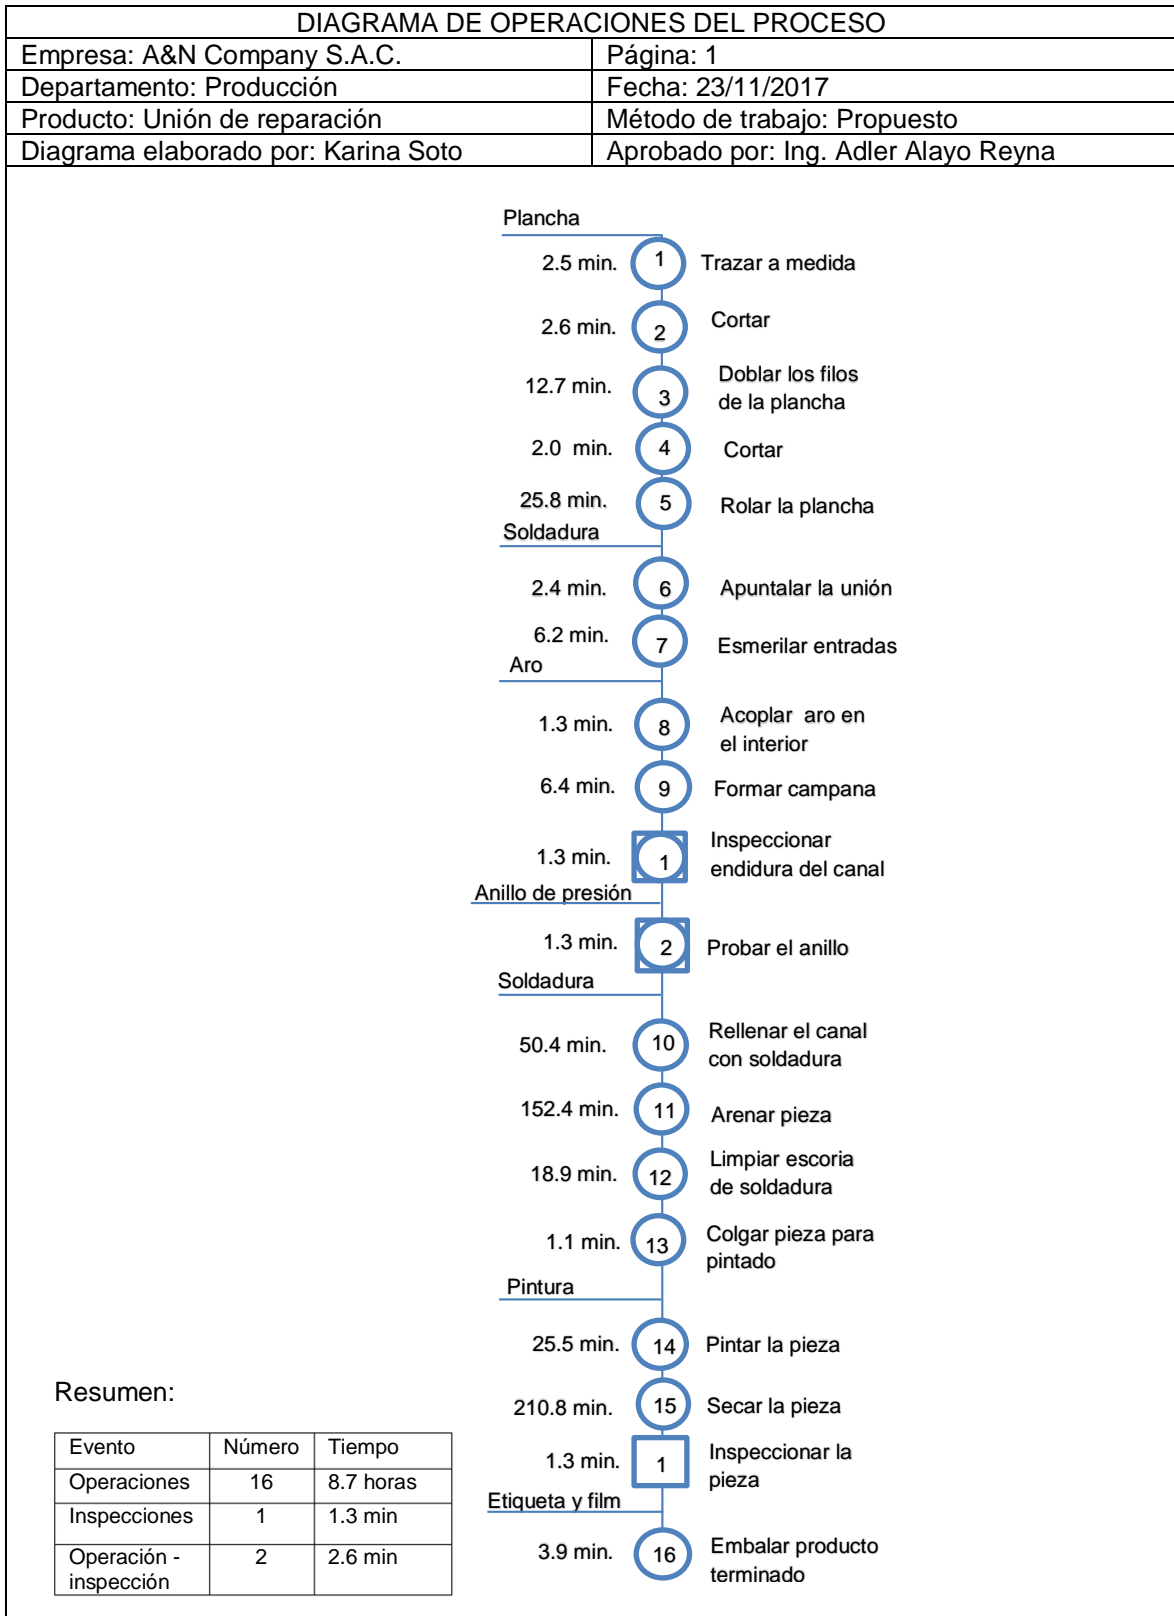 DIAGRAMA DE OPERACIONES DEL PROCESO
Empresa: A&N Company S.A.C.
Página: 1
Departamento: Producción
Fecha: 23/11/2017
Producto: Unión de reparación
Método de trabajo: Propuesto
Diagrama elaborado por: Karina Soto
Aprobado por: Ing. Adler Alayo Reyna
Plancha
2.5 min.
1
Trazar a medida
2.6 min.
2
Cortar
12.7 min.
3
Doblar los filos
de la plancha
2.0 min.
4
Cortar
25.8 min.
5
Rolar la plancha
Soldadura
2.4 min.
6
Apuntalar la unión
6.2 min.
7
Esmerilar entradas
Aro
1.3 min.
8
Acoplar aro en
el interior
6.4 min.
9
Formar campana
1.3 min.
1
Inspeccionar
endidura del canal
Anillo de presión
1.3 min.
2
Probar el anillo
Soldadura
50.4 min.
10
Rellenar el canal
con soldadura
152.4 min.
11
Arenar pieza
18.9 min.
12
Limpiar escoria
de soldadura
1.1 min.
13
Colgar pieza para
pintado
Pintura
25.5 min.
14
Pintar la pieza
210.8 min.
15
Secar la pieza
1.3 min.
1
Inspeccionar la
pieza
Etiqueta y film
3.9 min.
16
Embalar producto
terminado
Resumen:
Evento
Número
Tiempo
Operaciones
16
8.7 horas
Inspecciones
1
1.3 min
Operación -
inspección
2
2.6 min